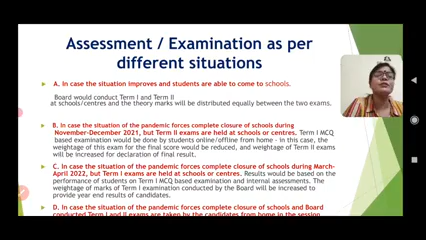 Assessment / Examination as per
different situations
A. In case the situation improves and students are able to come to schools.
Board would conduct Term I and Term II
at schools/centres and the theory marks will be distributed equally between the two exams.
B. In case the situation of the pandemic forces complete closure of schools during
November-December 2021, but Term II exams are held at schools or centres. Term I MCQ
based examination would be done by students online/offline from home - in this case, the
weightage of this exam for the final score would be reduced, and weightage of Term II exams
will be increased for declaration of final result.
C. In case the situation of the pandemic forces complete closure of schools during March-
April 2022, but Term I exams are held at schools or centres. Results would be based on the
performance of students on Term I MCQ based examination and internal assessments. The
weightage of marks of Term I examination conducted by the Board will be increased to
provide year end results of candidates.
D. In case the situation of the pandemic forces complete closure of schools and Board
conducted Term I and II exams are taken by the candidates from home in the session